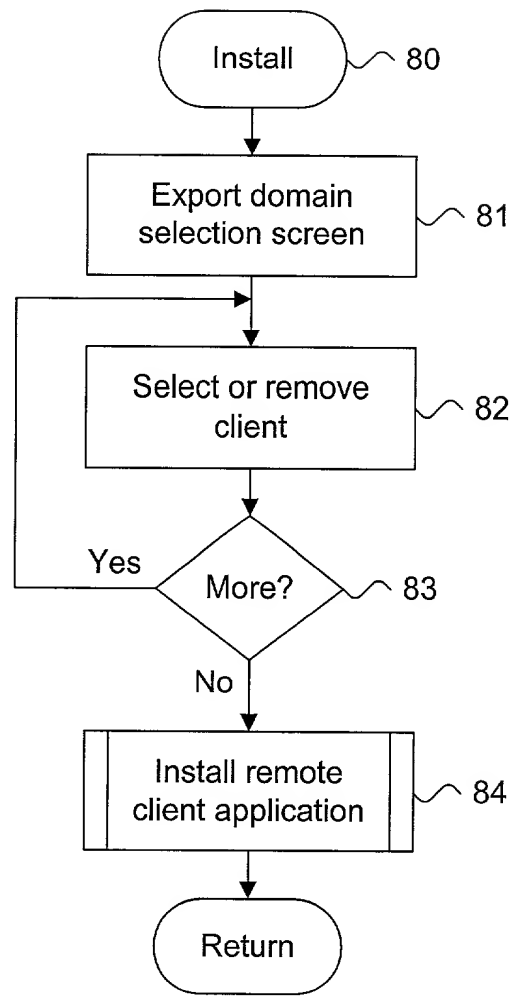 Install
80
Export domain
selection screen
81
Select or remove
client
82
Yes
More?
83
No
Install remote
client application
84
Return